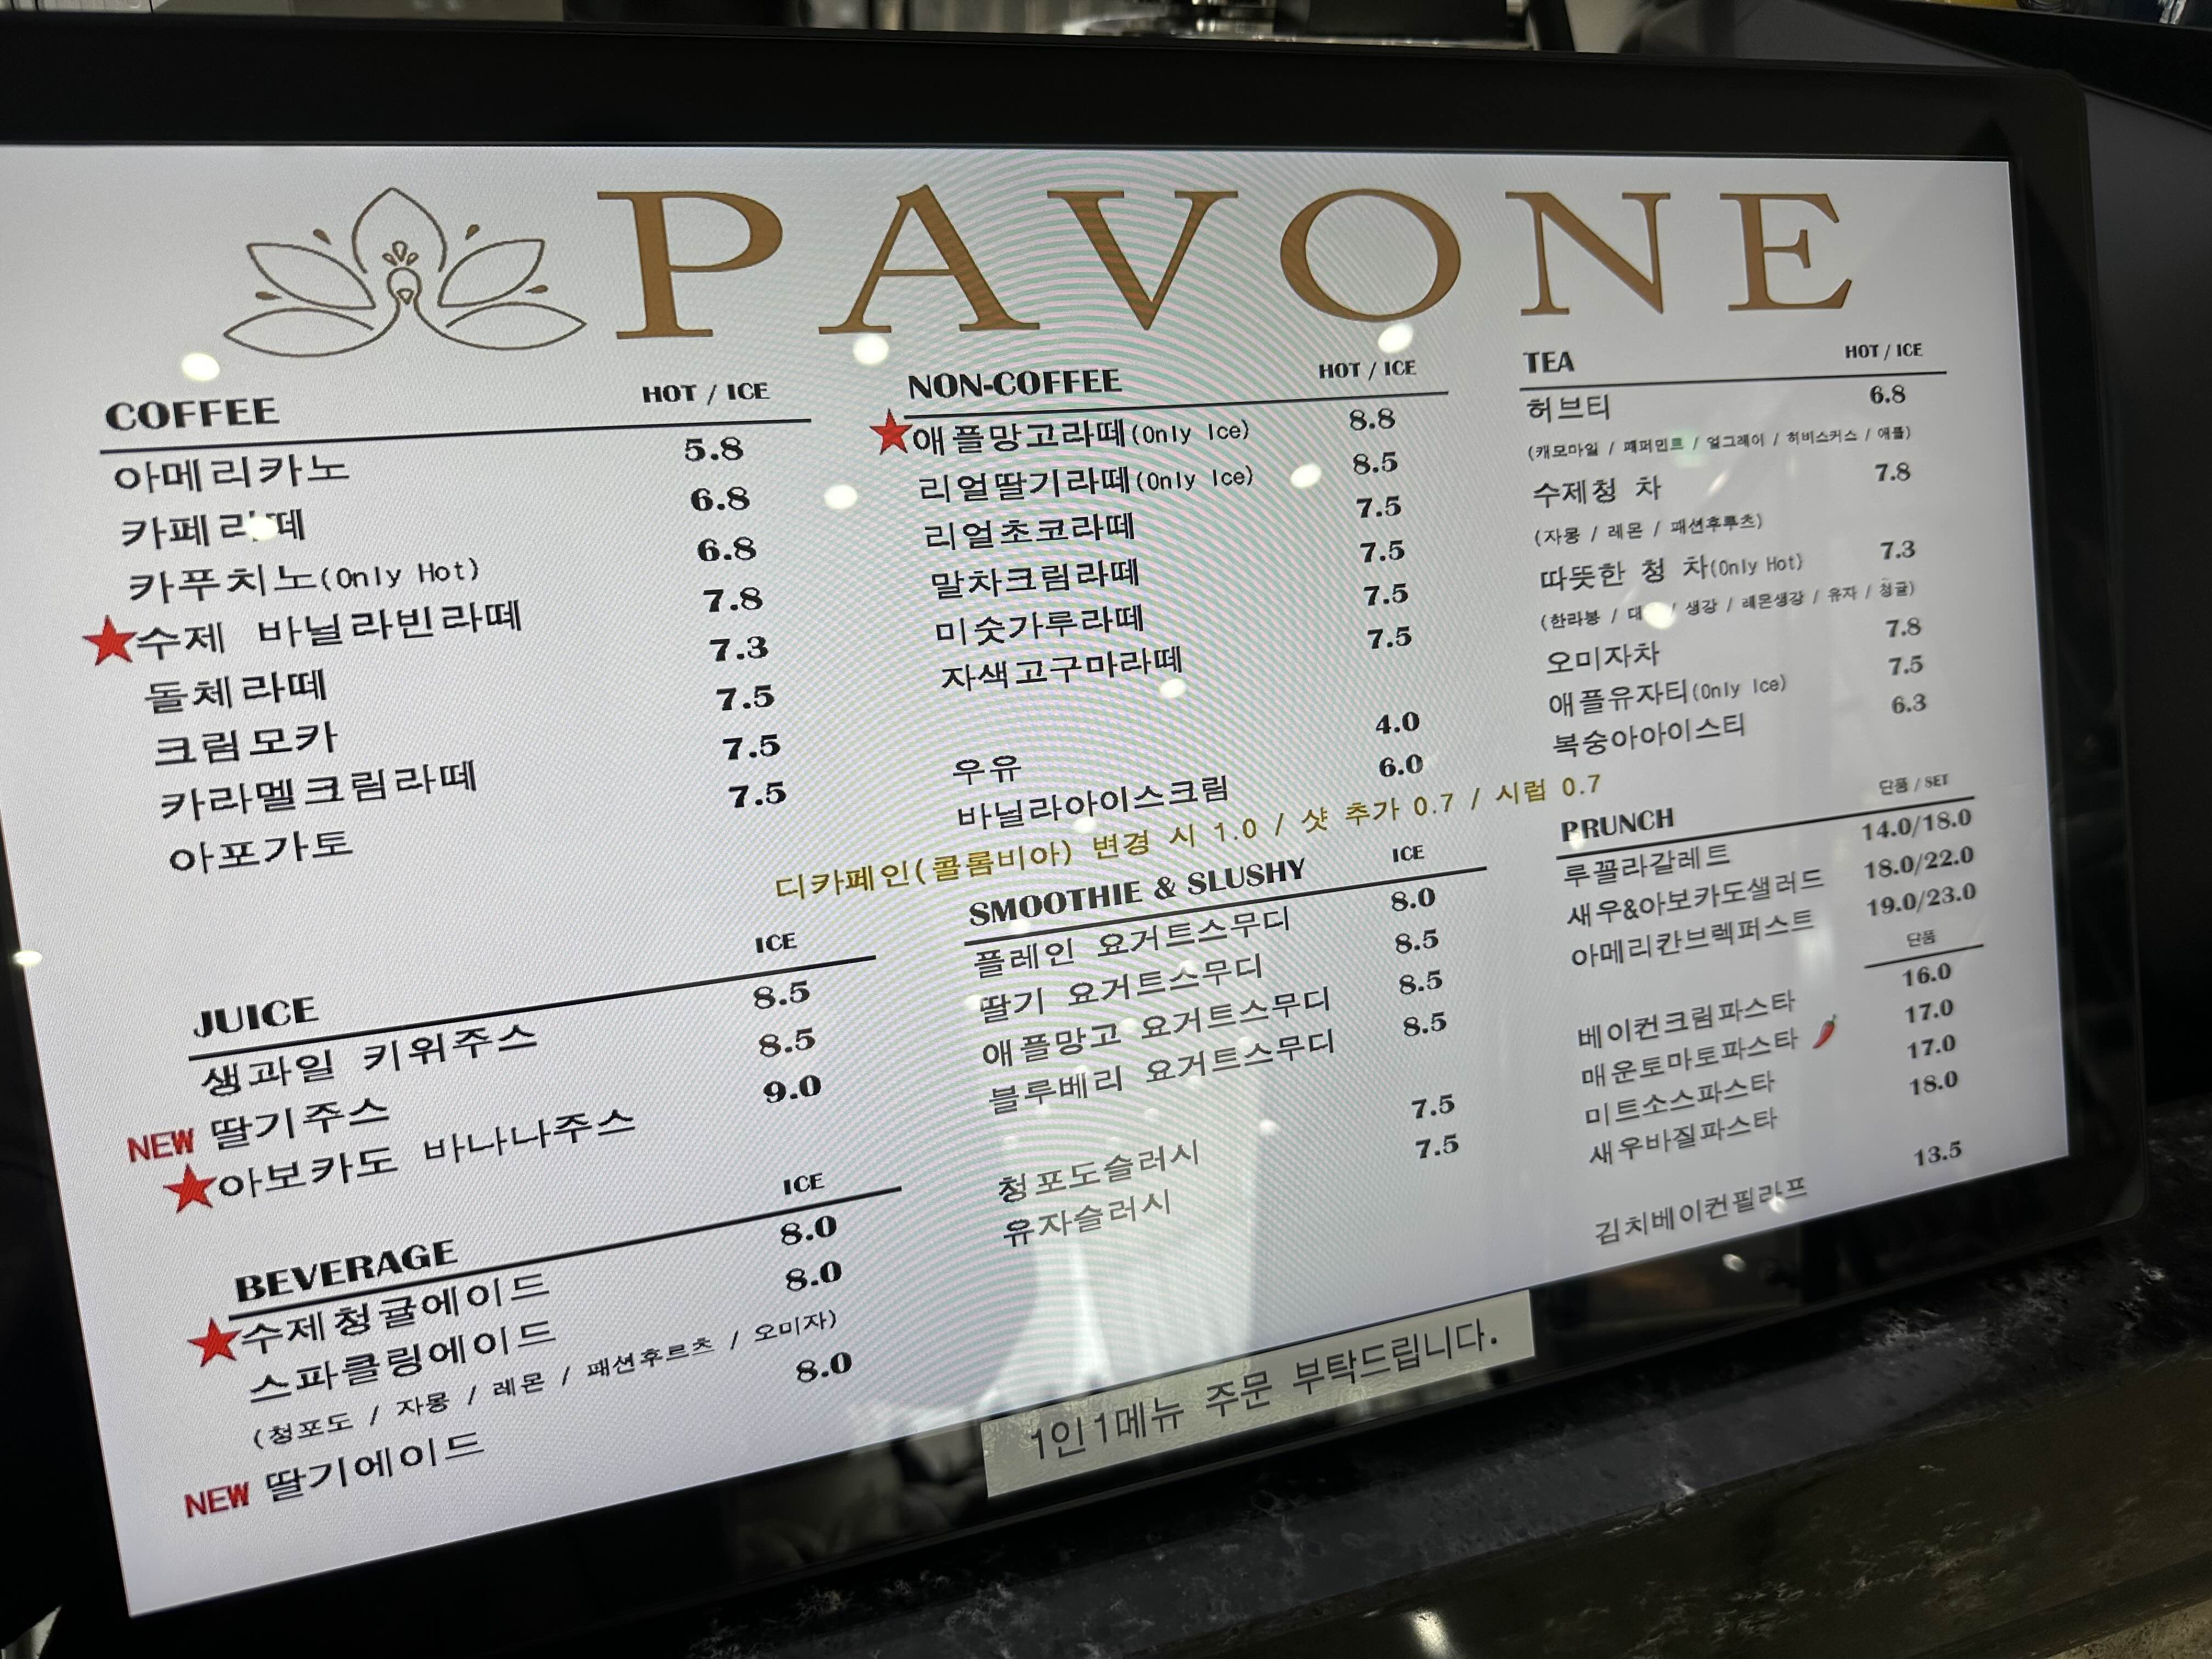 PAVONE
COFFEE HOT / ICE
아메리카노 5.8
카페라떼 6.8
카푸치노(Only Hot) 6.8
수제 바닐라빈라떼 7.8
돌체라떼 7.3
크림모카 7.5
카라멜크림라떼 7.5
아포가토 7.5
NON-COFFEE HOT / ICE
애플망고라떼(Only Ice) 8.8
리얼딸기라떼(Only Ice) 8.5
리얼초코라떼 7.5
말차크림라떼 7.5
미숫가루라떼 7.5
자색고구마라떼 7.5
우유 4.0
바닐라아이스크림 6.0
디카페인(콜롬비아) 변경 시 1.0 / 샷 추가 0.7 / 시럽 0.7
TEA HOT / ICE
허브티 6.8
(캐모마일 / 페퍼민트 / 얼그레이 / 히비스커스 / 애플)
수제청 차 7.8
(자몽 / 레몬 / 패션후루츠)
따뜻한 청 차(Only Hot) 7.3
(한라봉 / / 생강 / 레몬생강 / 유자 / 청귤)
오미자차 7.8
애플유자티(Only Ice) 7.5
복숭아아이스티 6.3
JUICE ICE
생과일 키위주스 8.5
NEW 딸기주스 8.5
아보카도 바나나주스 9.0
BEVERAGE ICE
수제청귤에이드 8.0
스파클링에이드 8.0
(청포도 / 자몽 / 레몬 / 패션후르츠 / 오미자)
NEW 딸기에이드 8.0
SMOOTHIE & SLUSHY ICE
플레인 요거트스무디 8.0
딸기 요거트스무디 8.5
애플망고 요거트스무디 8.5
블루베리 요거트스무디 8.5
청포도슬러시 7.5
유자슬러시 7.5
PRUNCH 단품 / SET
루꼴라갈레트 14.0/18.0
새우&아보카도샐러드 18.0/22.0
아메리칸브렉퍼스트 19.0/23.0
단품
베이컨크림파스타 16.0
매운토마토파스타 17.0
미트소스파스타 17.0
새우바질파스타 18.0
김치베이컨필라프 13.5
1인1메뉴 주문 부탁드립니다.